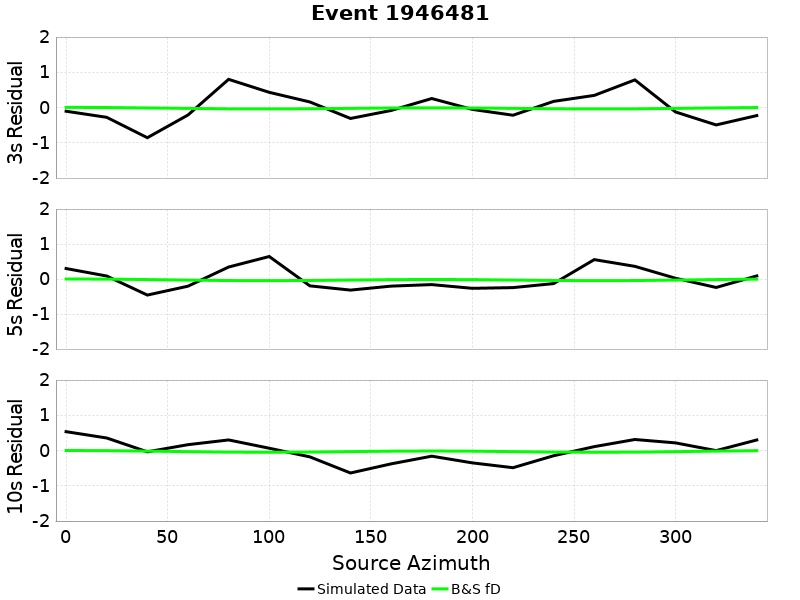 Event 1946481
3s Residual
2
1
0
-1
-2
5s Residual
2
1
0
-1
-2
10s Residual
2
1
0
-1
-2
0 50 100 150 200 250 300
Source Azimuth
Simulated Data B&S fD